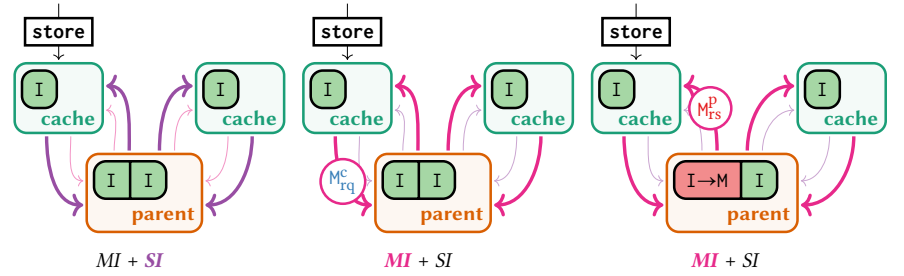 store
I
cache
I
cache
I I
parent
MI + SI
store
I
cache
I
cache
M^c_rq
I I
parent
MI + SI
store
I
cache
I
cache
M^p_rs
I→M I
parent
MI + SI